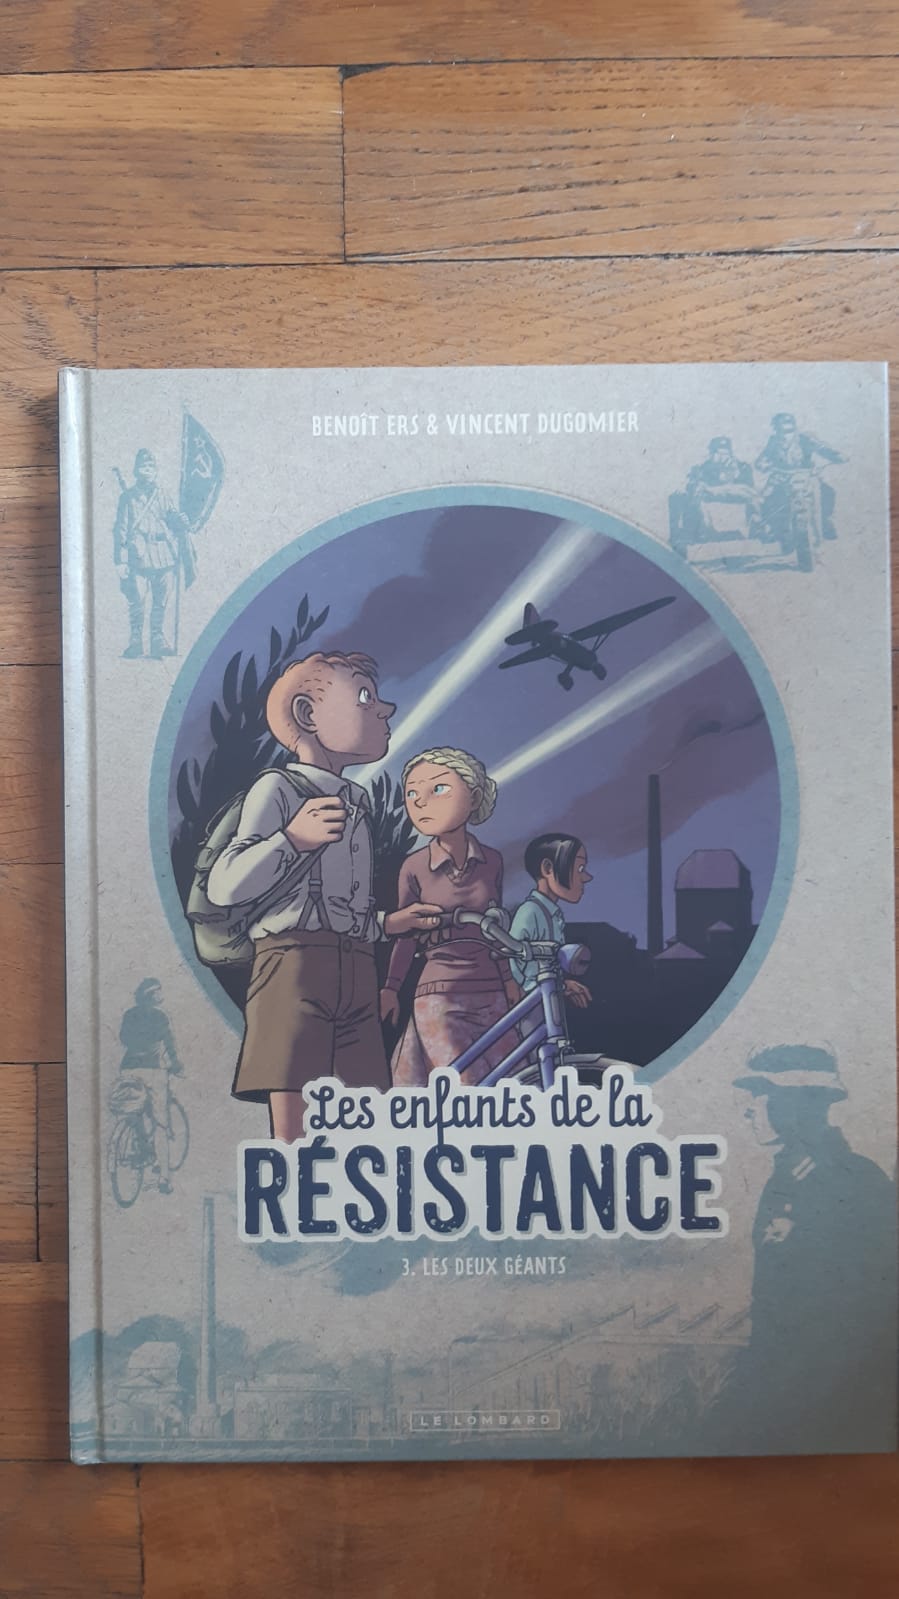 BENOÎT ERS & VINCENT DUGOMIER
Les enfants de la
RÉSISTANCE
3. LES DEUX GÉANTS
LE LOMBARD